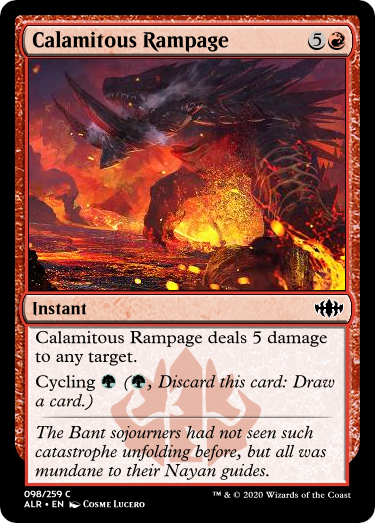 Calamitous Rampage 5
Instant
Calamitous Rampage deals 5 damage
to any target.
Cycling (, Discard this card: Draw
a card.)
The Bant sojourners had not seen such
catastrophe unfolding before, but all was
mundane to their Nayan guides.
098/259 C
ALR • EN Cosme Lucero
™ & © 2020 Wizards of the Coast